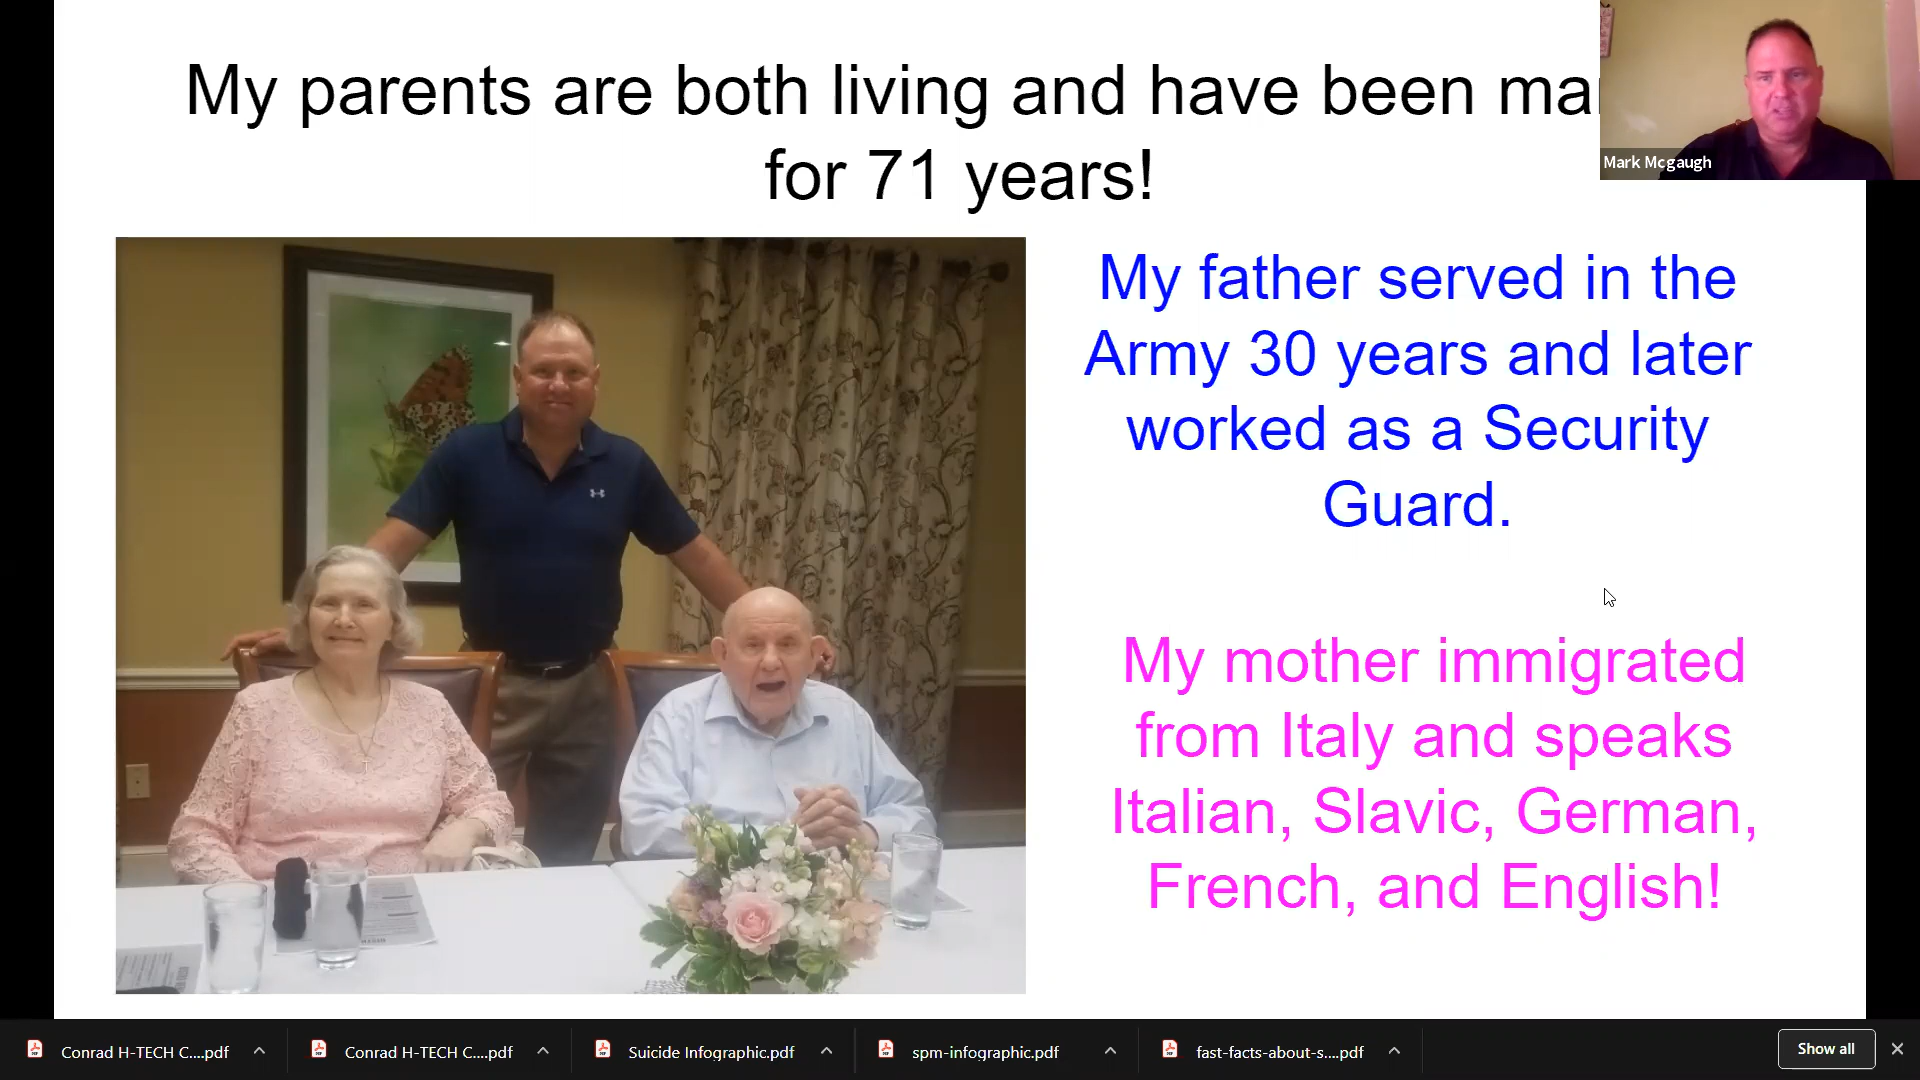 My parents are both living and have been mar
for 71 years!
Mark Mcgaugh
My father served in the
Army 30 years and later
worked as a Security
Guard.
My mother immigrated
from Italy and speaks
Italian, Slavic, German,
French, and English!
Conrad H-TECH C....pdf
Conrad H-TECH C....pdf
Suicide Infographic.pdf
spm-infographic.pdf
fast-facts-about-s....pdf
Show all